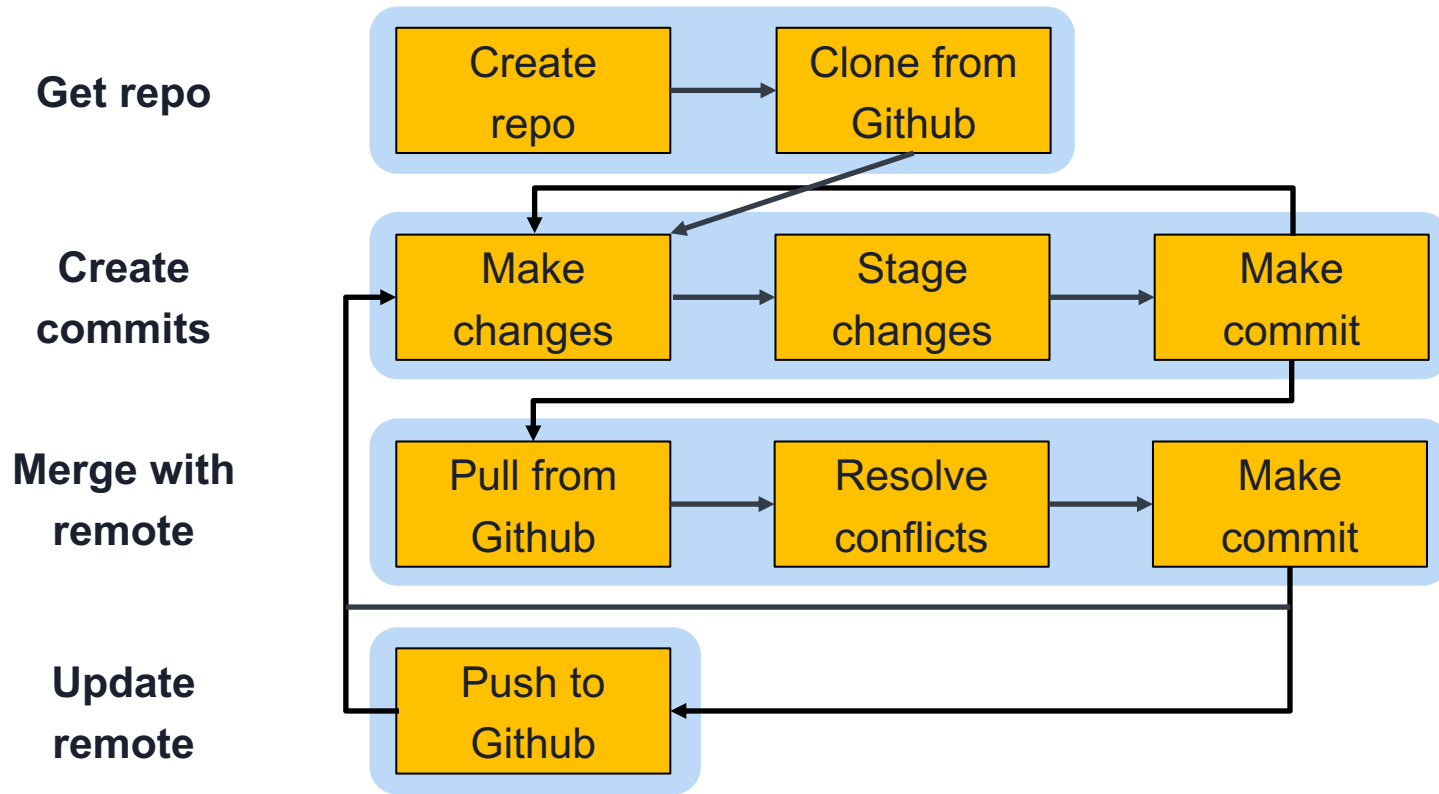 Get repo
Create
repo
Clone from
Github
Create
commits
Make
changes
Stage
changes
Make
commit
Merge with
remote
Pull from
Github
Resolve
conflicts
Make
commit
Update
remote
Push to
Github